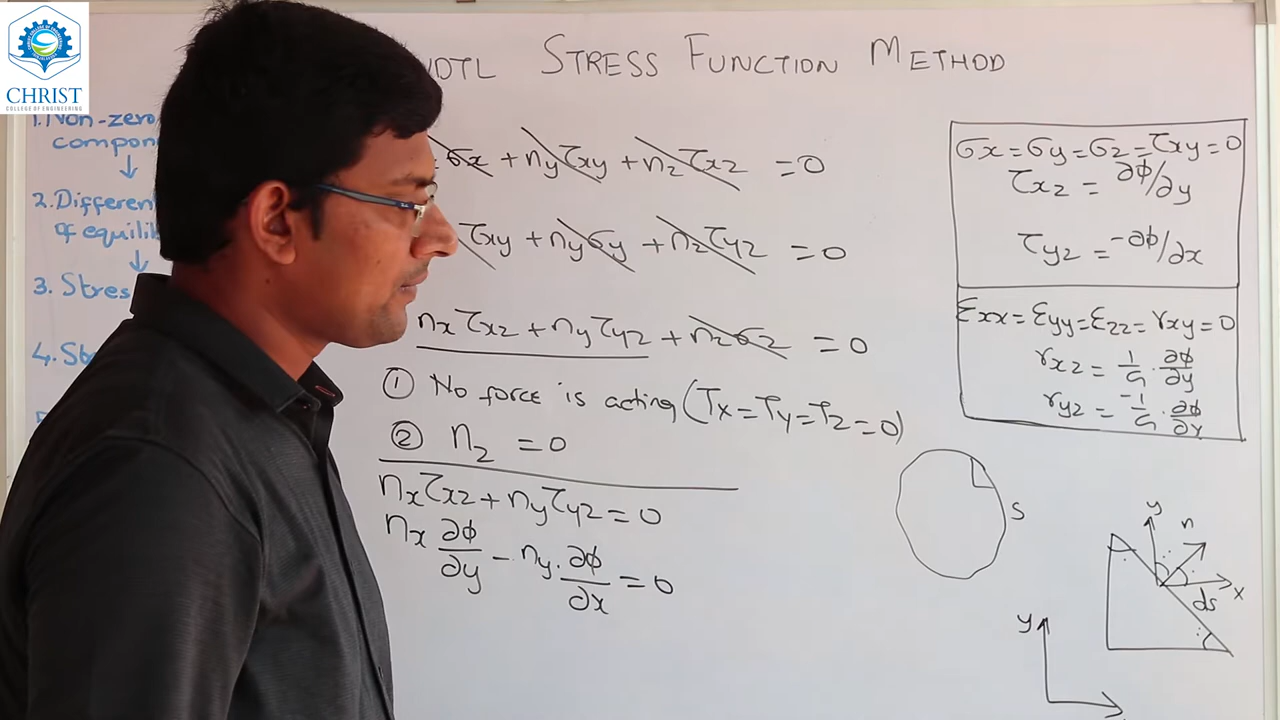 CHRIST
COLLEGE OF ENGINEERING
NDTL STRESS FUNCTION METHOD
1. Non-zero
compon
↓
2. Different
of equilib
↓
3. Stres
4. St
σx + ny τxy + nz τxz = 0
τxy + ny σy + nz τyz = 0
nx τxz + ny τyz + nz σz = 0
① No force is acting (Tx = Ty = Tz = 0)
② nz = 0
nx τxz + ny τyz = 0
nx ∂φ/∂y - ny . ∂φ/∂x = 0
σx = σy = σz = τxy = 0
τxz = ∂φ/∂y
τyz = -∂φ/∂x
εxx = εyy = εzz = γxy = 0
γxz = 1/G . ∂φ/∂y
γyz = -1/G . ∂φ/∂x
S
y
n
x
ds
y